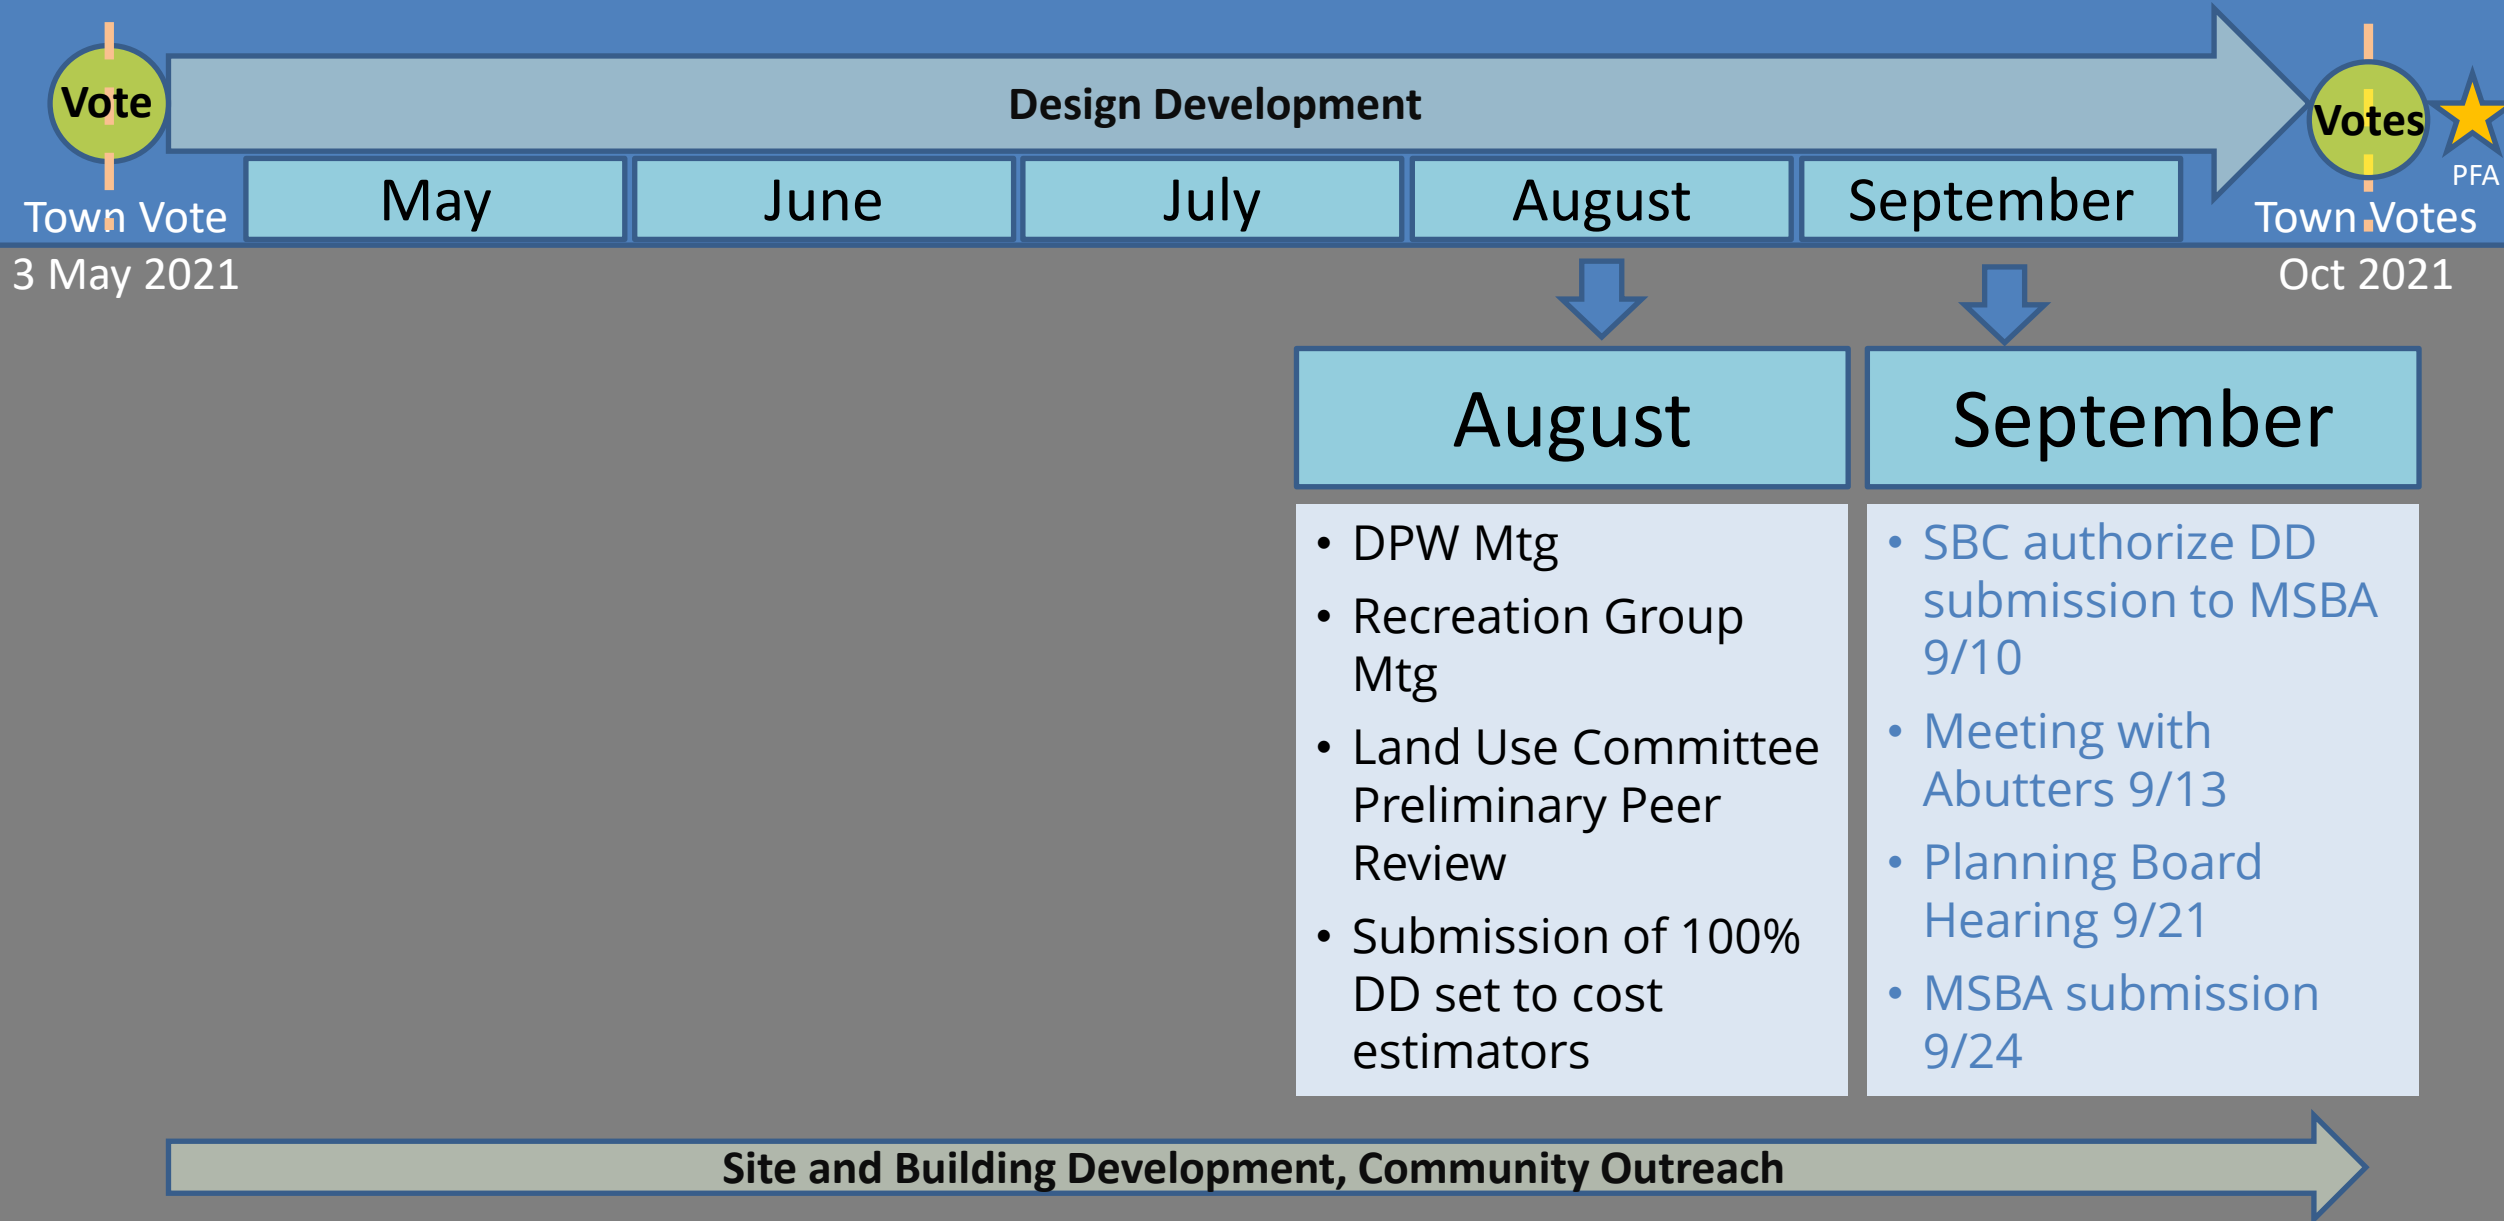 Vote
Design Development
Votes
PFA
May
June
July
August
September
Town Vote
Town Votes
3 May 2021
Oct 2021
August
• DPW Mtg
• Recreation Group
Mtg
• Land Use Committee
Preliminary Peer
Review
• Submission of 100%
DD set to cost
estimators
September
• SBC authorize DD
submission to MSBA
9/10
• Meeting with
Abutters 9/13
• Planning Board
Hearing 9/21
• MSBA submission
9/24
Site and Building Development, Community Outreach